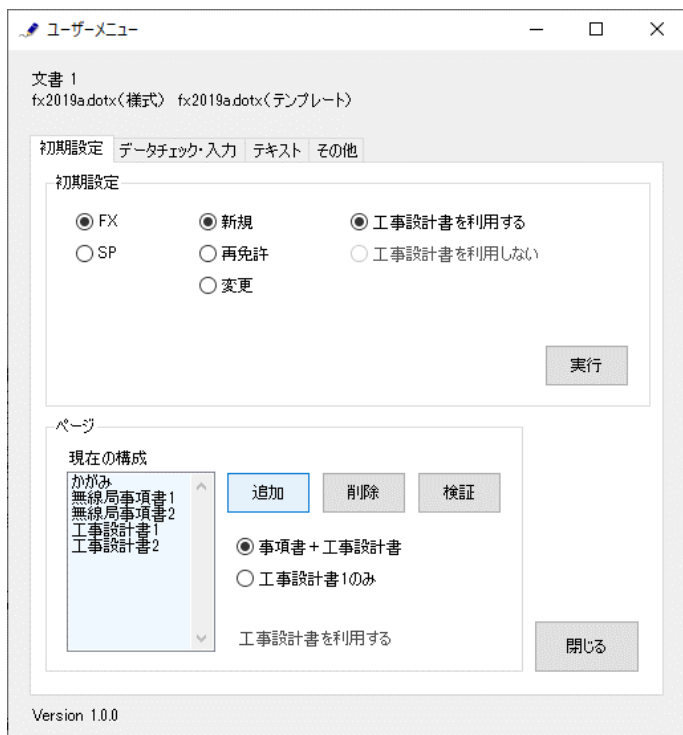 ユーザーメニュー
文書 1
fx2019a.dotx(様式) fx2019a.dotx(テンプレート)
初期設定 データチェック・入力 テキスト その他
初期設定
FX 新規 工事設計書を利用する
SP 再免許 工事設計書を利用しない
変更
実行
ページ
現在の構成
かがみ
無線局事項書1
無線局事項書2
工事設計書1
工事設計書2
追加 削除 検証
事項書+工事設計書
工事設計書1のみ
工事設計書を利用する
閉じる
Version 1.0.0